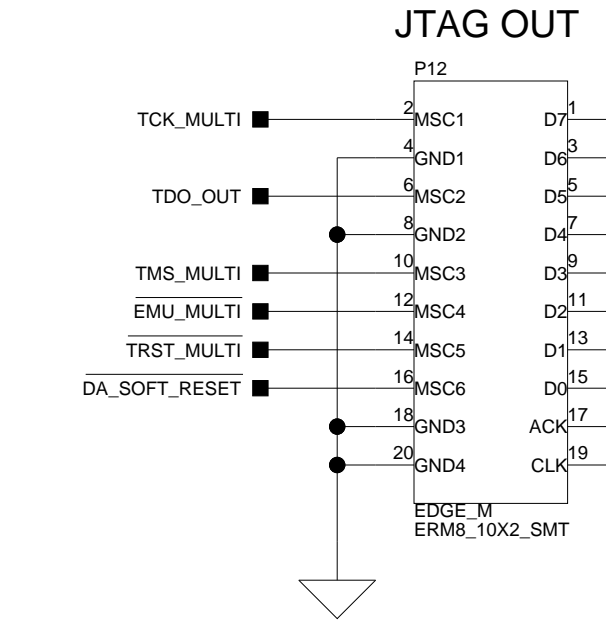 JTAG OUT
P12
TCK_MULTI 2 MSC1 D7 1
4 GND1 D6 3
TDO_OUT 6 MSC2 D5 5
8 GND2 D4 7
TMS_MULTI 10 MSC3 D3 9
EMU_MULTI 12 MSC4 D2 11
TRST_MULTI 14 MSC5 D1 13
DA_SOFT_RESET 16 MSC6 D0 15
18 GND3 ACK 17
20 GND4 CLK 19
EDGE_M
ERM8_10X2_SMT